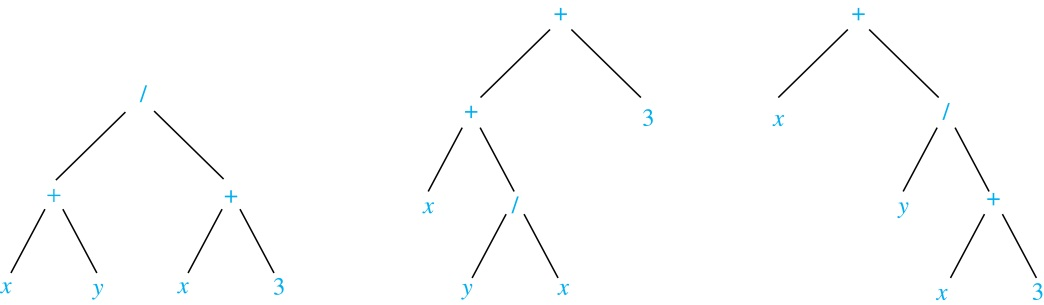 + +
/
+ 3 x /
+ + x / y +
x y x 3 y x x 3